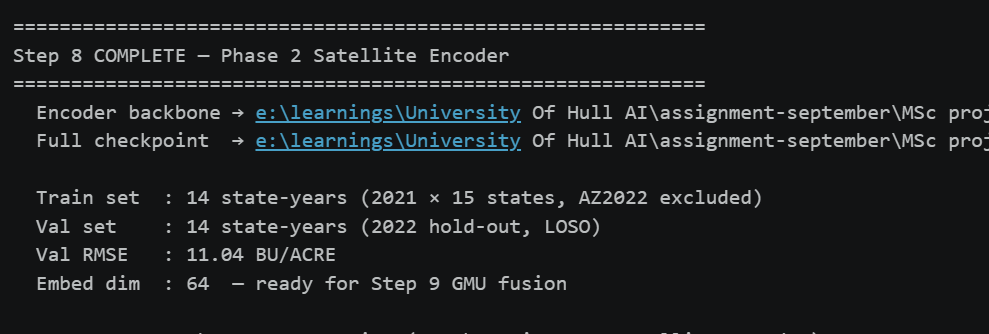 ============================================================
Step 8 COMPLETE — Phase 2 Satellite Encoder
============================================================
Encoder backbone → e:\learnings\University Of Hull AI\assignment-september\MSc
Full checkpoint → e:\learnings\University Of Hull AI\assignment-september\MSc
Train set : 14 state-years (2021 × 15 states, AZ2022 excluded)
Val set : 14 state-years (2022 hold-out, LOSO)
Val RMSE : 11.04 BU/ACRE
Embed dim : 64 — ready for Step 9 GMU fusion